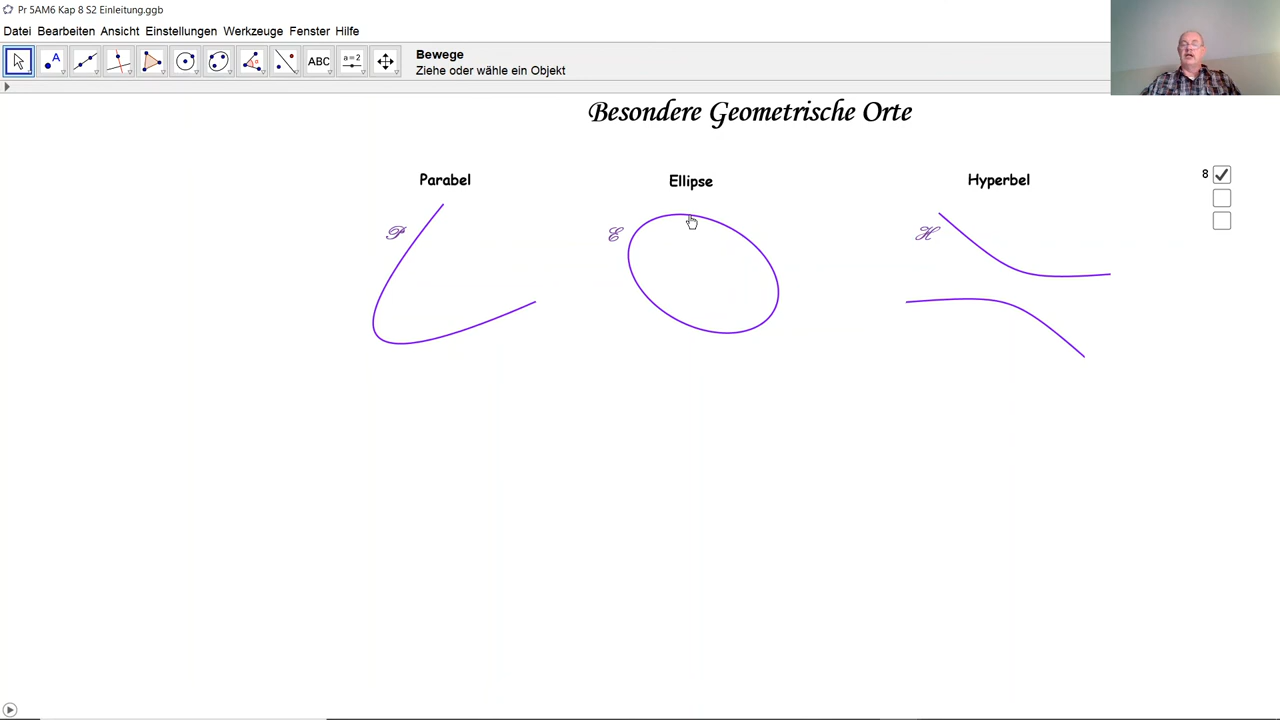 Pr 5AM6 Kap 8 S2 Einleitung.ggb
Datei Bearbeiten Ansicht Einstellungen Werkzeuge Fenster Hilfe
A ABC a=2 Bewege
Ziehe oder wähle ein Objekt
Besondere Geometrische Orte
Parabel Ellipse Hyperbel
8
𝒫 ℰ ℋ